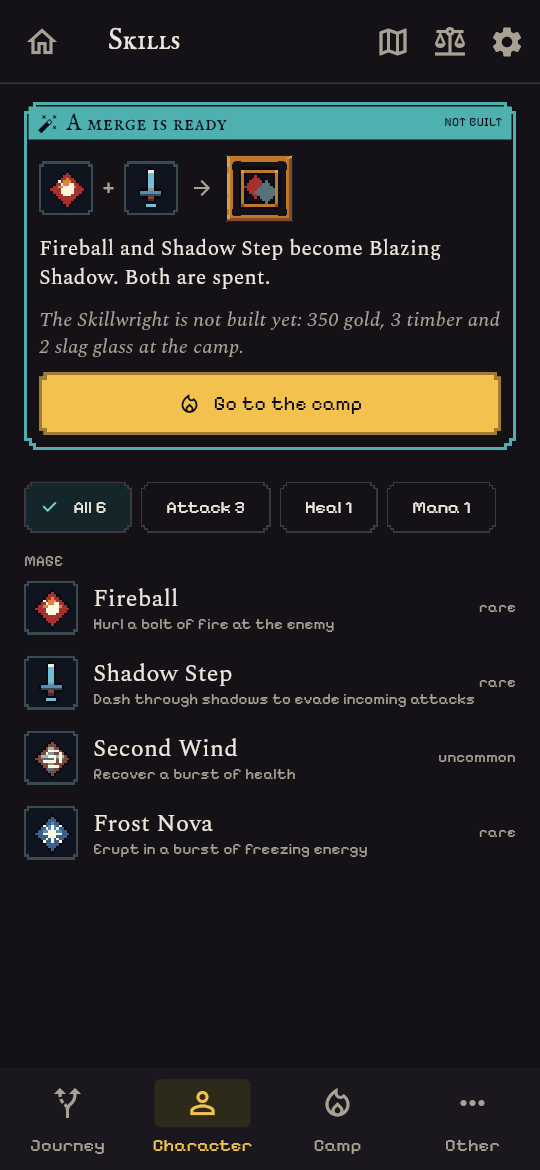 Skills
A merge is ready
NOT BUILT
+
Fireball and Shadow Step become Blazing
Shadow. Both are spent.
The Skillwright is not built yet: 350 gold, 3 timber and
2 slag glass at the camp.
Go to the camp
All 6
Attack 3
Heal 1
Mana 1
MAGE
Fireball
Hurl a bolt of fire at the enemy
rare
Shadow Step
Dash through shadows to evade incoming attacks
rare
Second Wind
Recover a burst of health
uncommon
Frost Nova
Erupt in a burst of freezing energy
rare
Journey
Character
Camp
Other